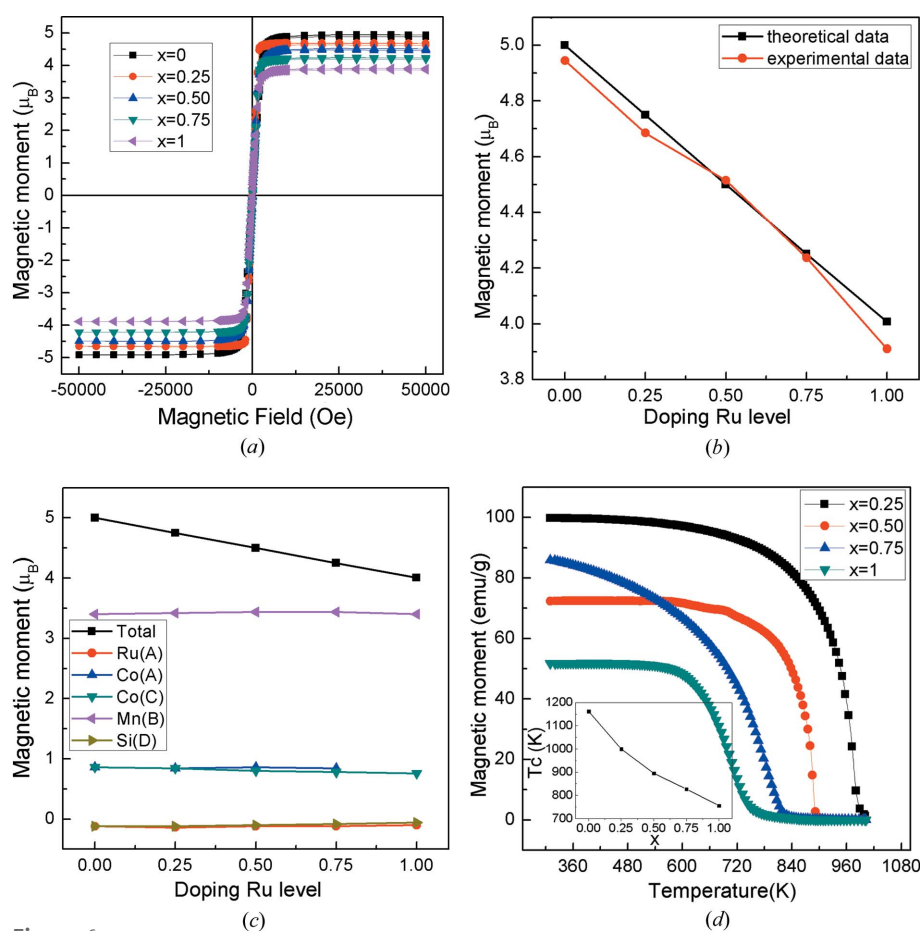 5
4
3
2
1
0
-1
-2
-3
-4
-5
Magnetic moment (μB)
x=0
x=0.25
x=0.50
x=0.75
x=1
-50000 -25000 0 25000 50000
Magnetic Field (Oe)
(a)
5.0
4.8
4.6
4.4
4.2
4.0
3.8
Magnetic moment (μB)
theoretical data
experimental data
0.00 0.25 0.50 0.75 1.00
Doping Ru level
(b)
5
4
3
2
1
0
Magnetic moment (μB)
Total
Ru(A)
Co(A)
Co(C)
Mn(B)
Si(D)
0.00 0.25 0.50 0.75 1.00
Doping Ru level
(c)
100
80
60
40
20
0
Magnetic moment (emu/g)
x=0.25
x=0.50
x=0.75
x=1
1200
1100
1000
900
800
700
Tc (K)
0.00 0.25 0.50 0.75 1.00
X
360 480 600 720 840 960 1080
Temperature(K)
(d)